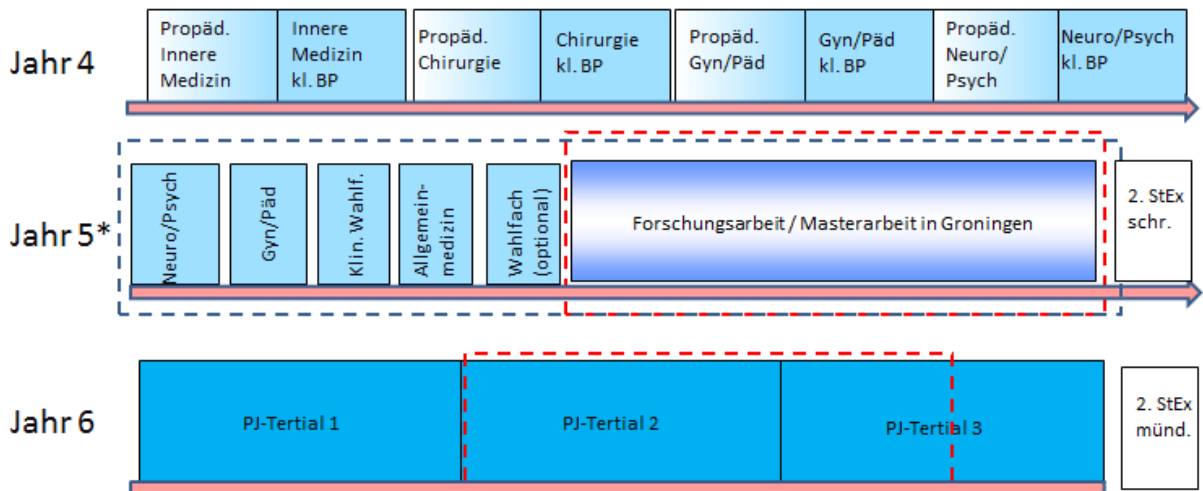 Jahr 4
Propäd.
Innere
Medizin
Innere
Medizin
kl. BP
Propäd.
Chirurgie
Chirurgie
kl. BP
Propäd.
Gyn/Päd
Gyn/Päd
kl. BP
Propäd.
Neuro/
Psych
Neuro/Psych
kl. BP
Jahr 5*
Neuro/Psych
Gyn/Päd
Klin. Wahlf.
Allgemein-
medizin
Wahlfach
(optional)
Forschungsarbeit / Masterarbeit in Groningen
2. StEx
schr.
Jahr 6
PJ-Tertial 1
PJ-Tertial 2
PJ-Tertial 3
2. StEx
münd.